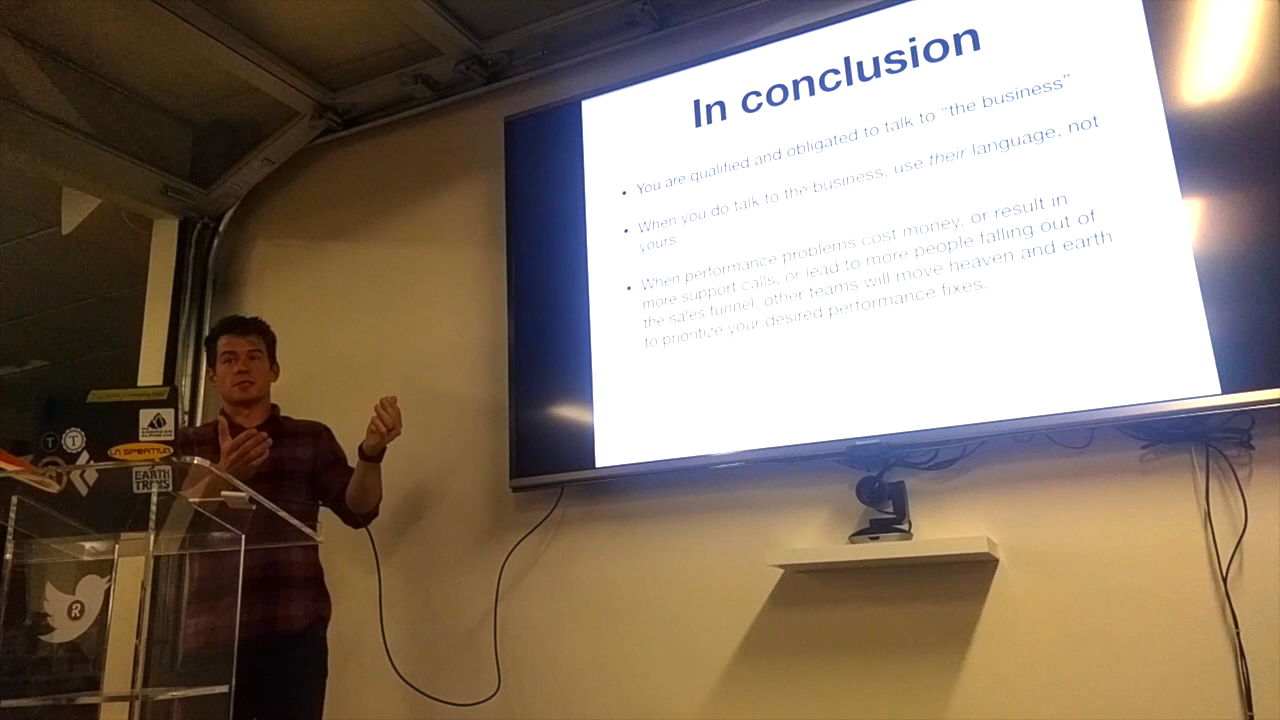 In conclusion
• You are qualified and obligated to talk to “the business”
• When you do talk to the business, use their language, not
yours
• When performance problems cost money, or result in
more support calls, or lead to more people falling out of
the sales funnel, other teams will move heaven and earth
to prioritize your desired performance fixes.
LA SPORTIVA
EARTH
TREKS
T
T
R